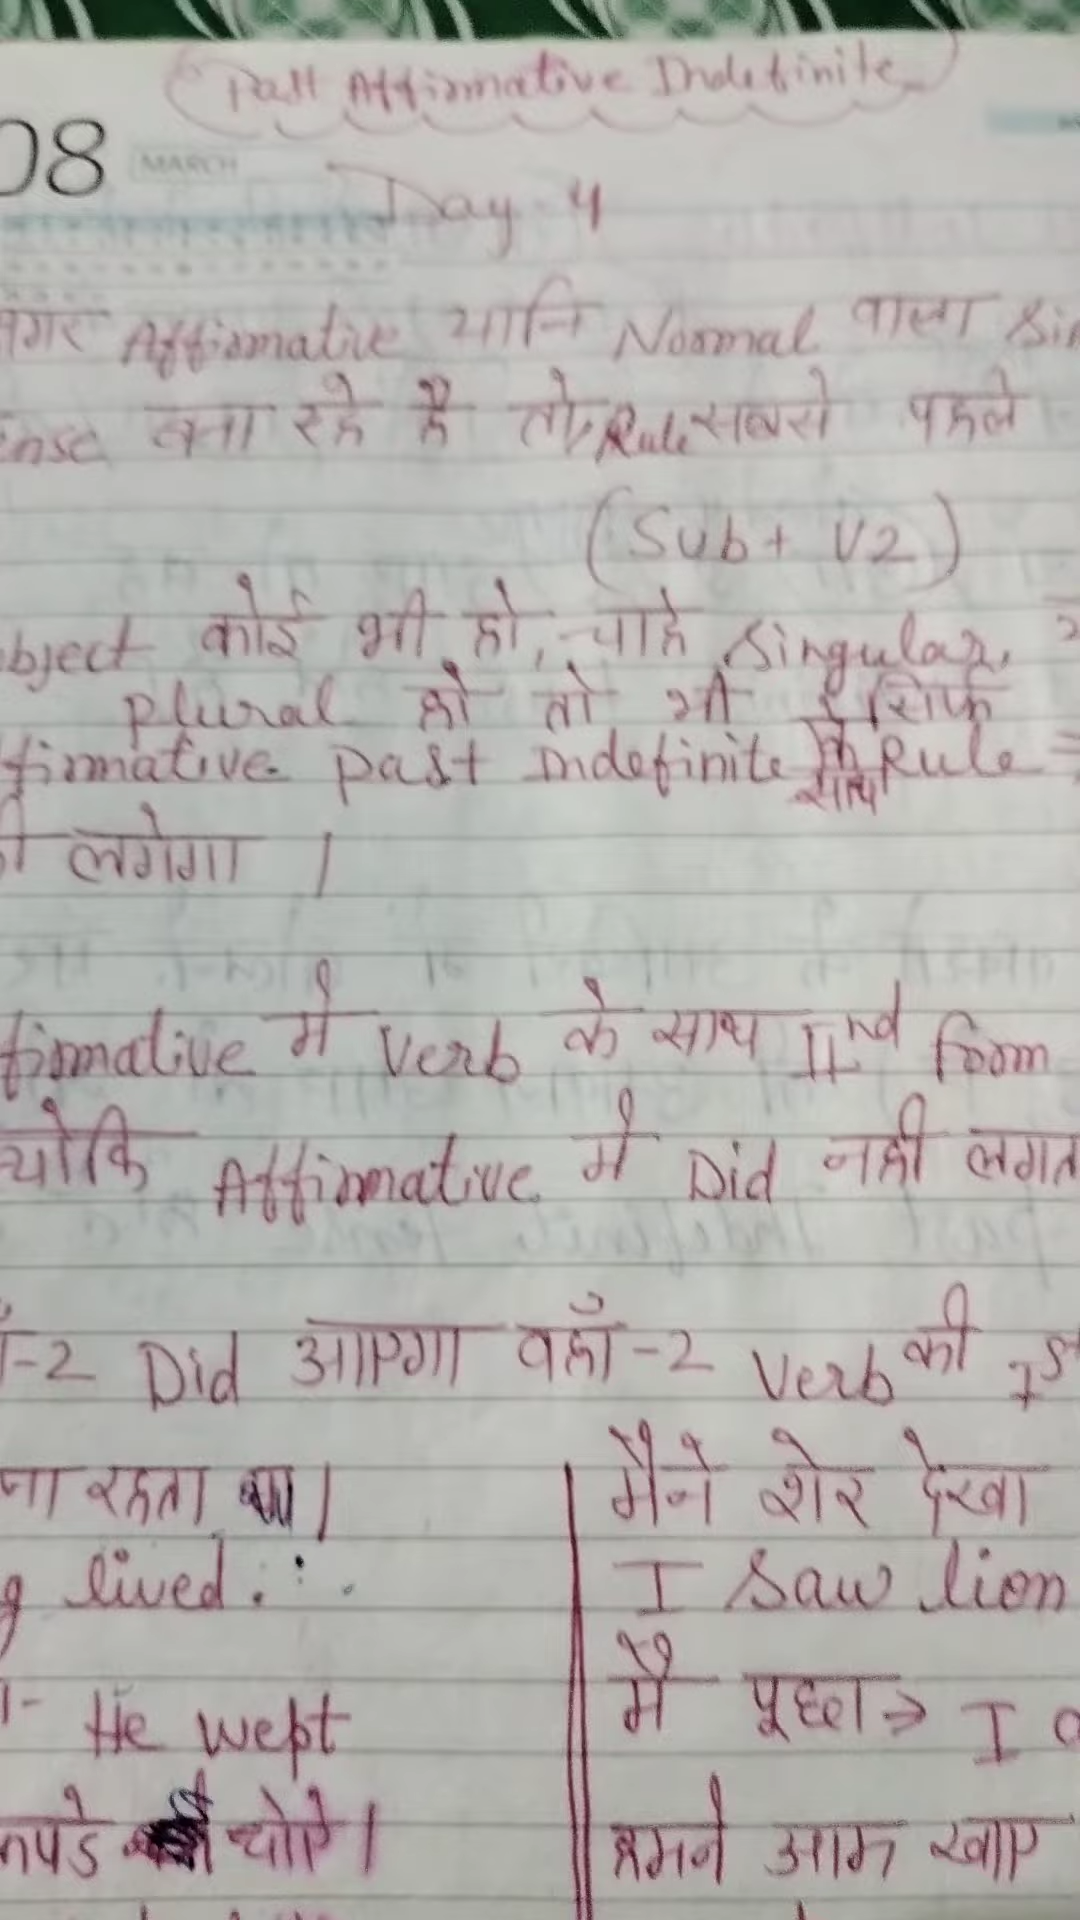 Past Affirmative Indefinite
08 MARCH
Day - 4
अगर Affirmative यानि Normal वाला
बना रहे है तो, Rule सबसे पहले
(Sub + V2)
bject कोई भी हो, चाहे Singular,
plural हो तो भी सिर्फ
firmative past indefinite के साथ Rule =
लगेगा |
firmative मे verb के साथ IInd form
क्योकि Affirmative मे Did नही लगत
-2 Did आएगा वहाँ-2 verb की Ist
रहता था |
मैने शेर देखा
g lived.
I saw lion
मै पूछा ⇒ I
He wept
हमने आम खाए
कपडे धोऐ |